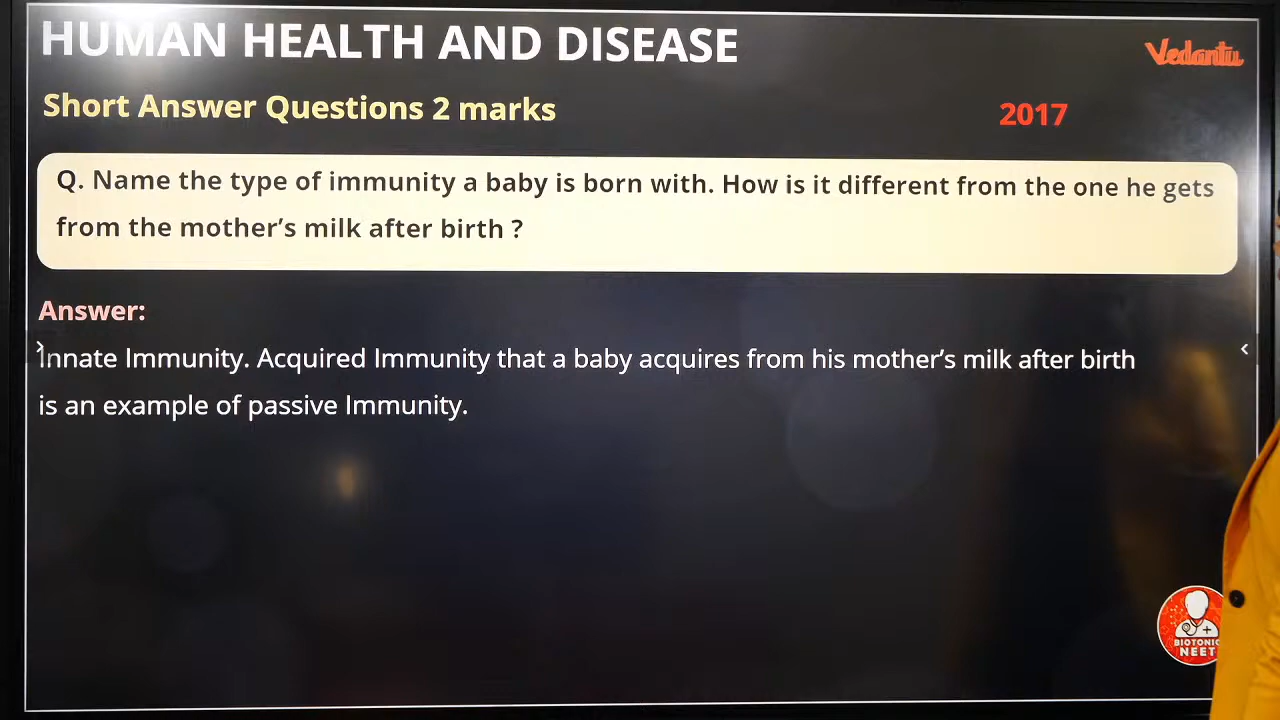 HUMAN HEALTH AND DISEASE
Vedantu
Short Answer Questions 2 marks
2017
Q. Name the type of immunity a baby is born with. How is it different from the one he gets
from the mother's milk after birth ?
Answer:
Innate Immunity. Acquired Immunity that a baby acquires from his mother's milk after birth
is an example of passive Immunity.
BIOTONIC
NEET